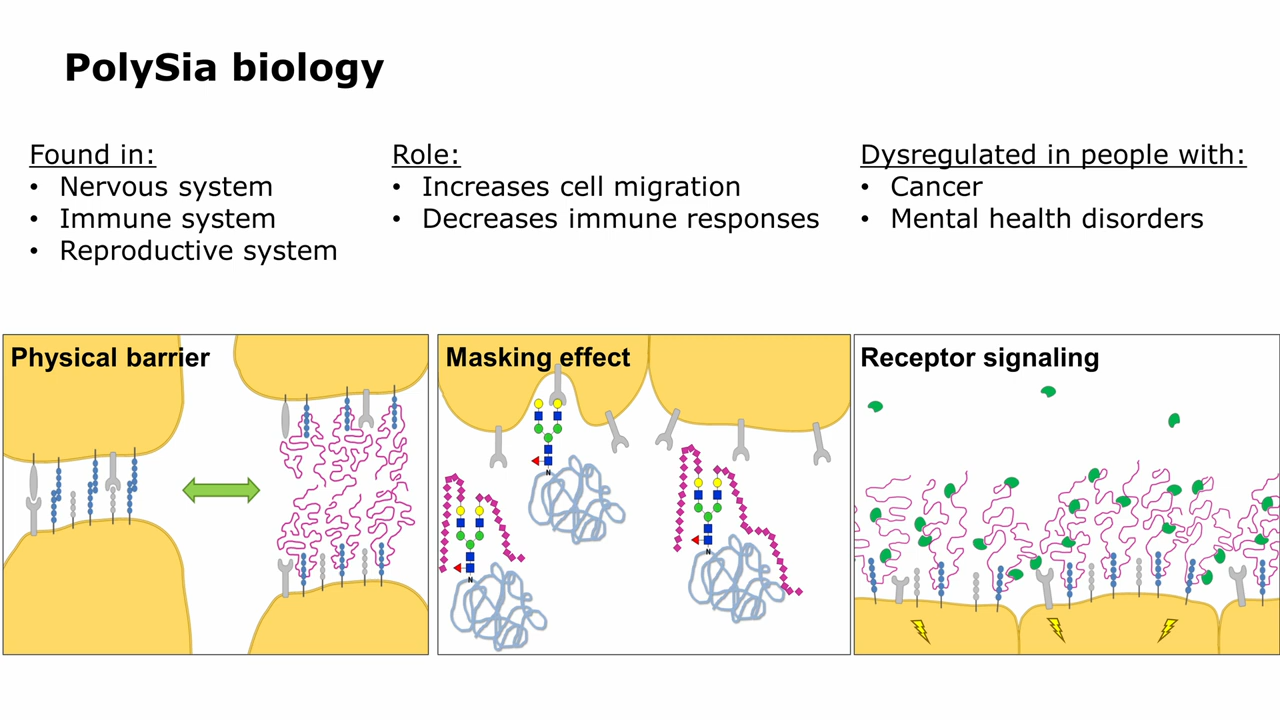 PolySia biology
Found in:
• Nervous system
• Immune system
• Reproductive system
Role:
• Increases cell migration
• Decreases immune responses
Dysregulated in people with:
• Cancer
• Mental health disorders
Physical barrier
Masking effect
N
N
N
Receptor signaling